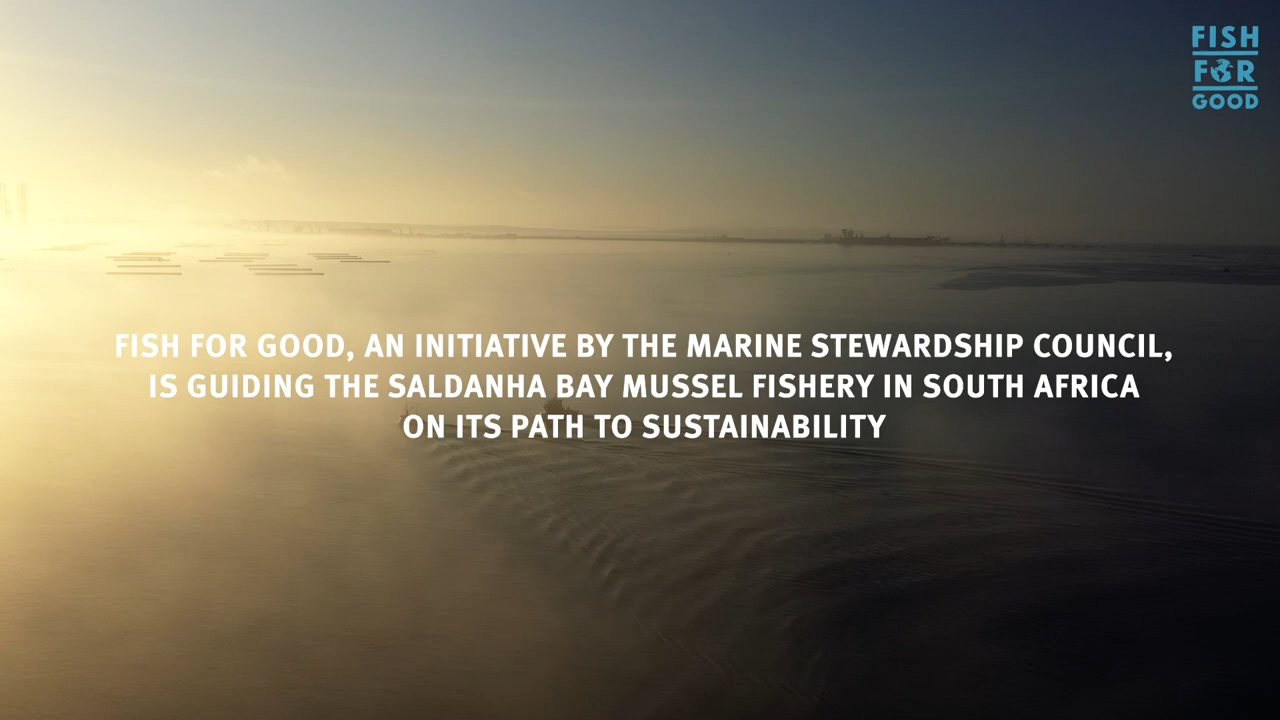 FISH
FOR
GOOD
FISH FOR GOOD, AN INITIATIVE BY THE MARINE STEWARDSHIP COUNCIL,
IS GUIDING THE SALDANHA BAY MUSSEL FISHERY IN SOUTH AFRICA
ON ITS PATH TO SUSTAINABILITY